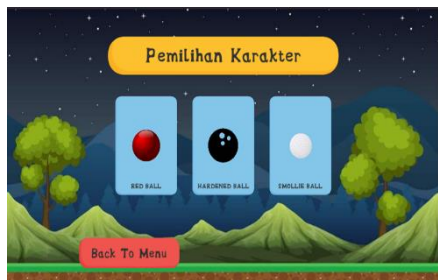 Pemilihan Karakter
RED BALL
HARDENED BALL
SMOLLIE BALL
Back To Menu